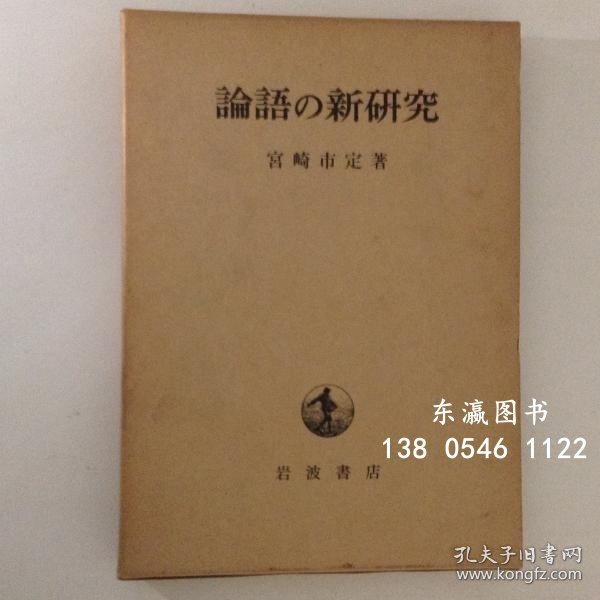 論語の新研究
宮崎市定著
岩波書店
东瀛图书
138 0546 1122
孔夫子旧书网
www.kongfz.com